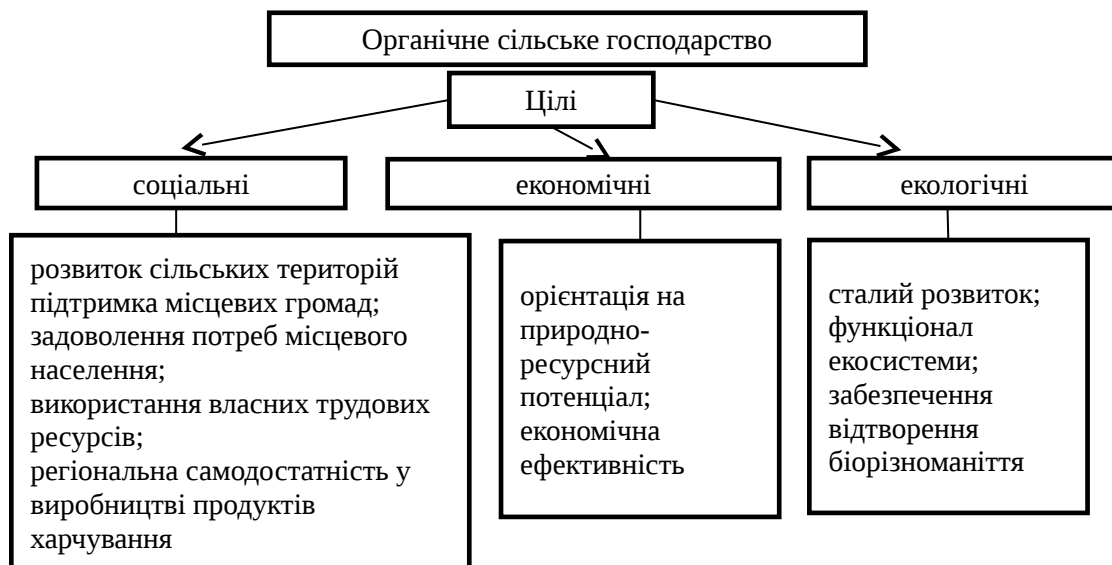 Органічне сільське господарство
Цілі
соціальні
економічні
екологічні
розвиток сільських територій
підтримка місцевих громад;
задоволення потреб місцевого
населення;
використання власних трудових
ресурсів;
регіональна самодостатність у
виробництві продуктів
харчування
орієнтація на
природно-
ресурсний
потенціал;
економічна
ефективність
сталий розвиток;
функціонал
екосистеми;
забезпечення
відтворення
біорізноманіття